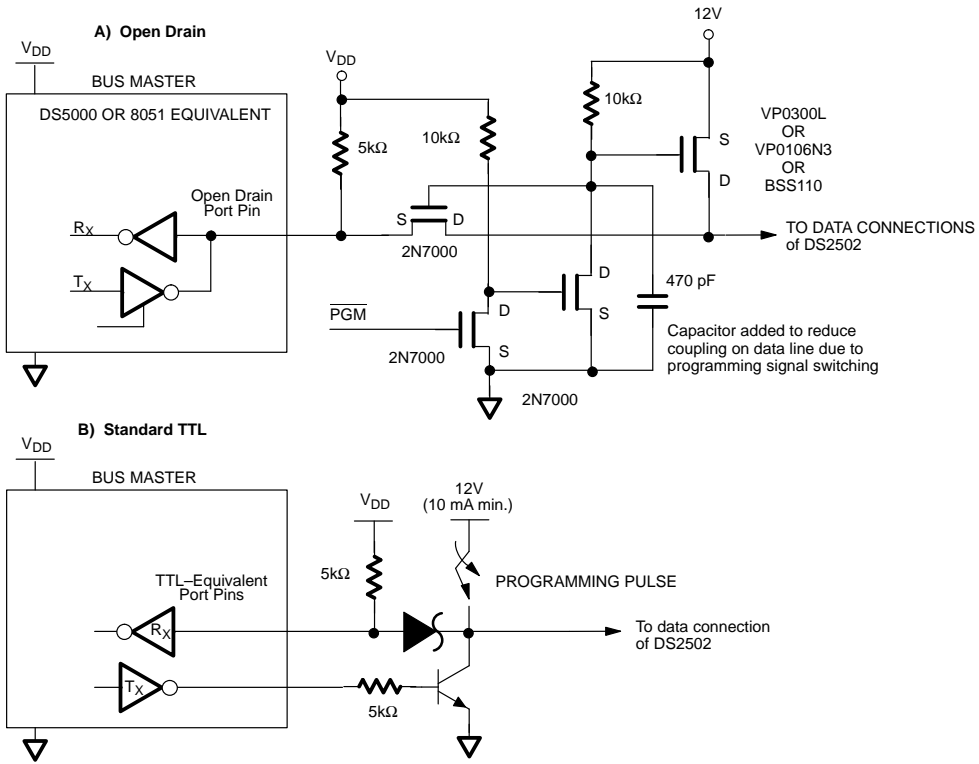 A) Open Drain
VDD
BUS MASTER
DS5000 OR 8051 EQUIVALENT
Open Drain
Port Pin
RX
TX
VDD
5kΩ
10kΩ
12V
10kΩ
S
D
VP0300L
OR
VP0106N3
OR
BSS110
S D
2N7000
TO DATA CONNECTIONS
of DS2502
PGM
D
S
2N7000
D
S
2N7000
470 pF
Capacitor added to reduce
coupling on data line due to
programming signal switching
B) Standard TTL
VDD
BUS MASTER
TTL–Equivalent
Port Pins
RX
TX
VDD
5kΩ
12V
(10 mA min.)
PROGRAMMING PULSE
To data connection
of DS2502
5kΩ